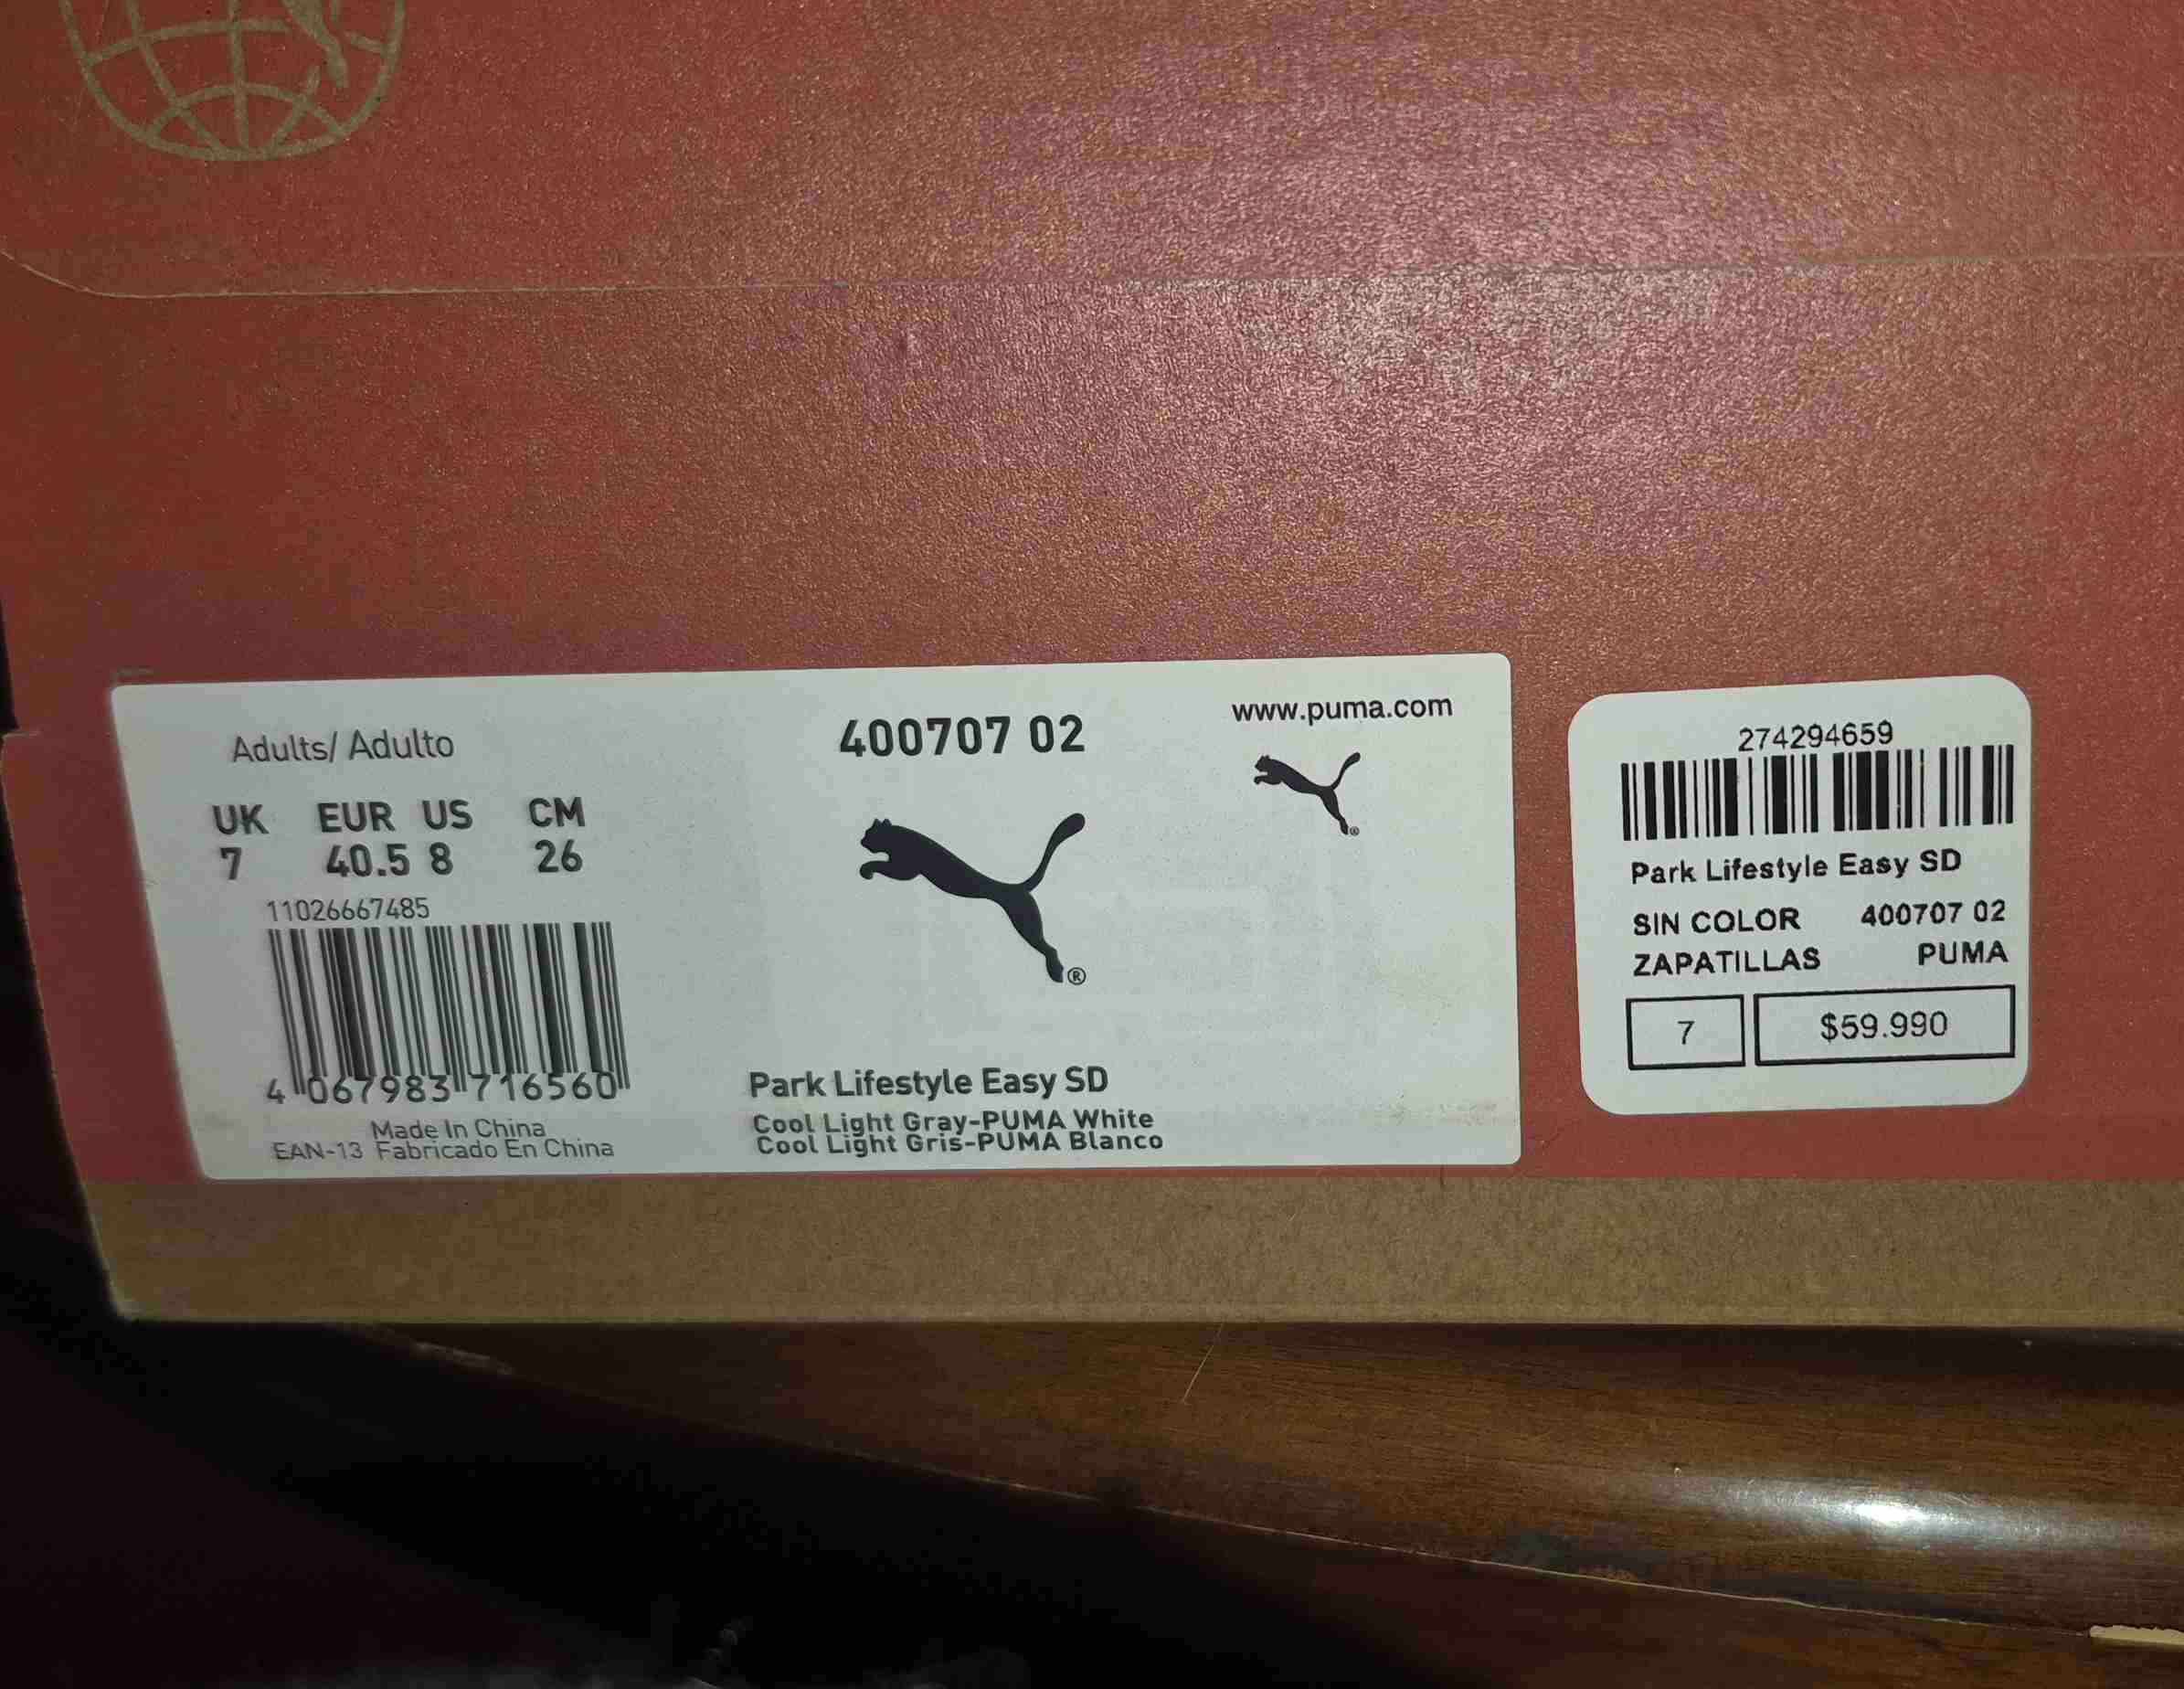 Adults/ Adulto
UK EUR US CM
7 40.5 8 26
11026667485
4 067983 716560
Made In China
EAN-13 Fabricado En China
400707 02
®
Park Lifestyle Easy SD
Cool Light Gray-PUMA White
Cool Light Gris-PUMA Blanco
www.puma.com
®
274294659
Park Lifestyle Easy SD
SIN COLOR 400707 02
ZAPATILLAS PUMA
7 $59.990